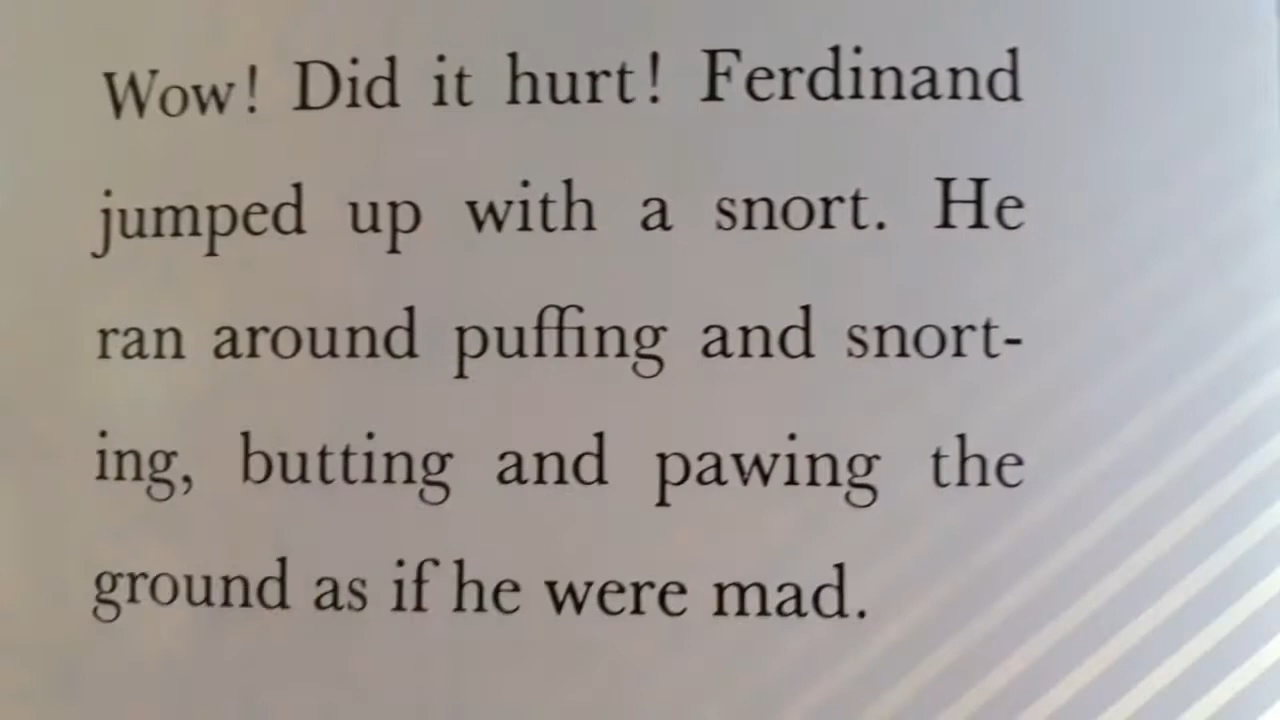 Wow! Did it hurt! Ferdinand
jumped up with a snort. He
ran around puffing and snort-
ing, butting and pawing the
ground as if he were mad.